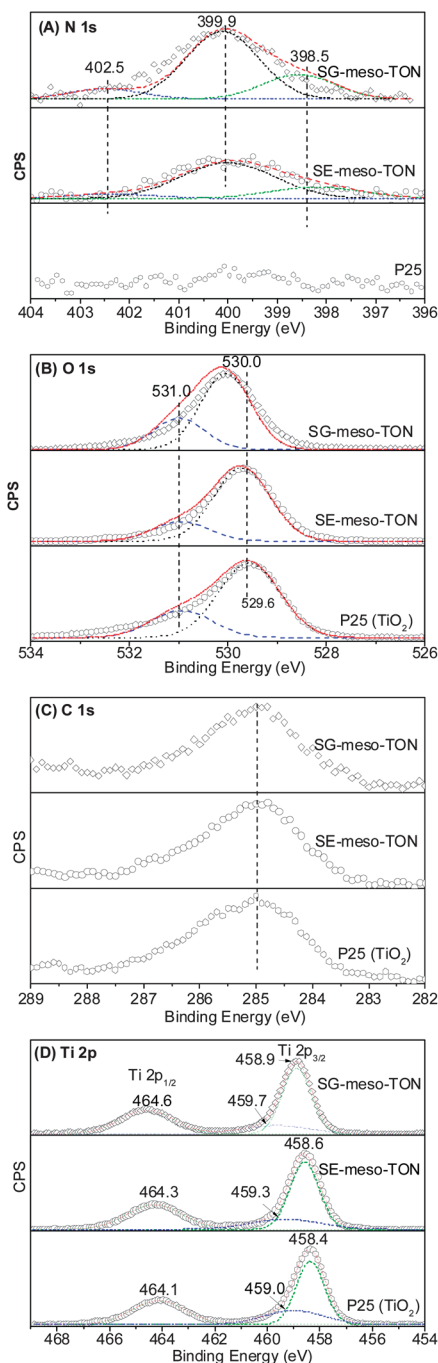 (A) N 1s
399.9
402.5
398.5
SG-meso-TON
SE-meso-TON
P25
CPS
404 403 402 401 400 399 398 397 396
Binding Energy (eV)
(B) O 1s
531.0
530.0
SG-meso-TON
SE-meso-TON
529.6
P25 (TiO₂)
CPS
534 532 530 528 526
Binding Energy (eV)
(C) C 1s
SG-meso-TON
SE-meso-TON
P25 (TiO₂)
CPS
289 288 287 286 285 284 283 282
Binding Energy (eV)
(D) Ti 2p
458.9 Ti 2p₃/₂
Ti 2p₁/₂
464.6
459.7
SG-meso-TON
458.6
SE-meso-TON
464.3
459.3
458.4
464.1
459.0
P25 (TiO₂)
CPS
468 466 464 462 460 458 456 454
Binding Energy (eV)